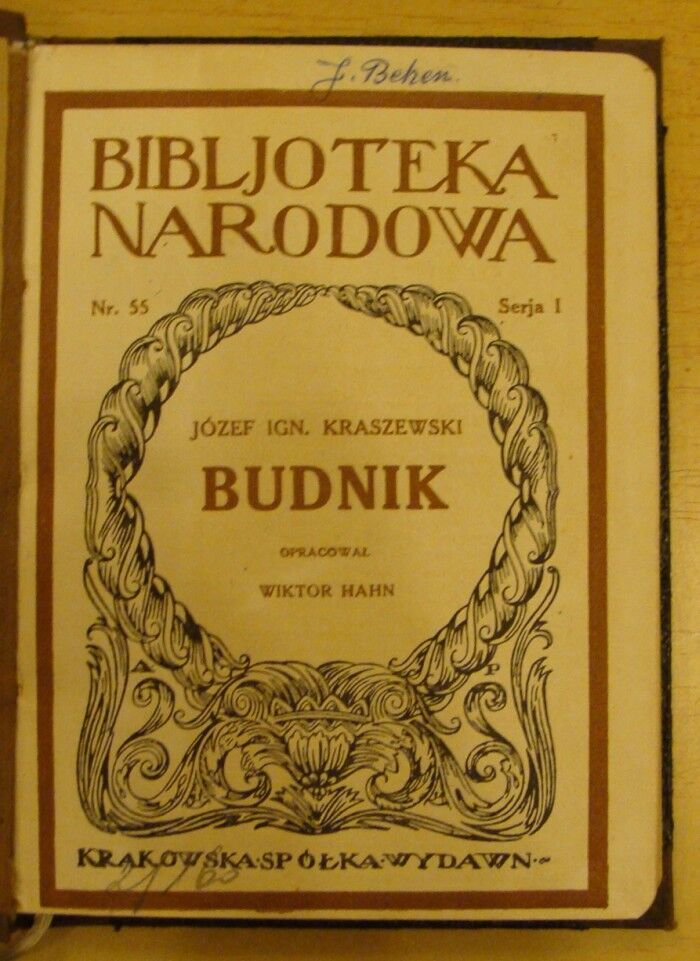 J. Behen.
BIBLJOTEKA
NARODOWA
Nr. 55 Serja I
JÓZEF IGN. KRASZEWSKI
BUDNIK
OPRACOWAŁ
WIKTOR HAHN
A P
KRAKOWSKA·SPÓŁKA·WYDAWN·